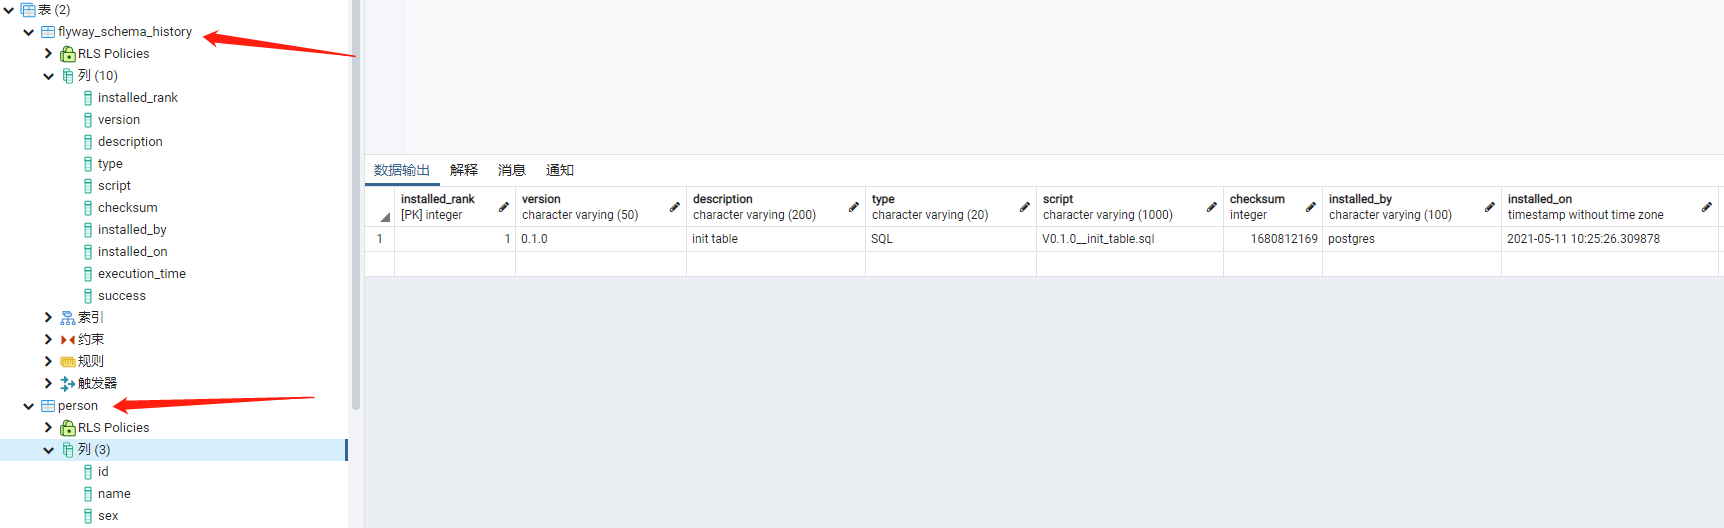 表 (2)
flyway_schema_history
RLS Policies
列 (10)
installed_rank
version
description
type
script
checksum
installed_by
installed_on
execution_time
success
索引
约束
规则
触发器
person
RLS Policies
列 (3)
id
name
sex
数据输出 解释 消息 通知
installed_rank version description type script checksum installed_by installed_on
[PK] integer character varying (50) character varying (200) character varying (20) character varying (1000) integer character varying (100) timestamp without time zone
1 1 0.1.0 init table SQL V0.1.0__init_table.sql 1680812169 postgres 2021-05-11 10:25:26.309878